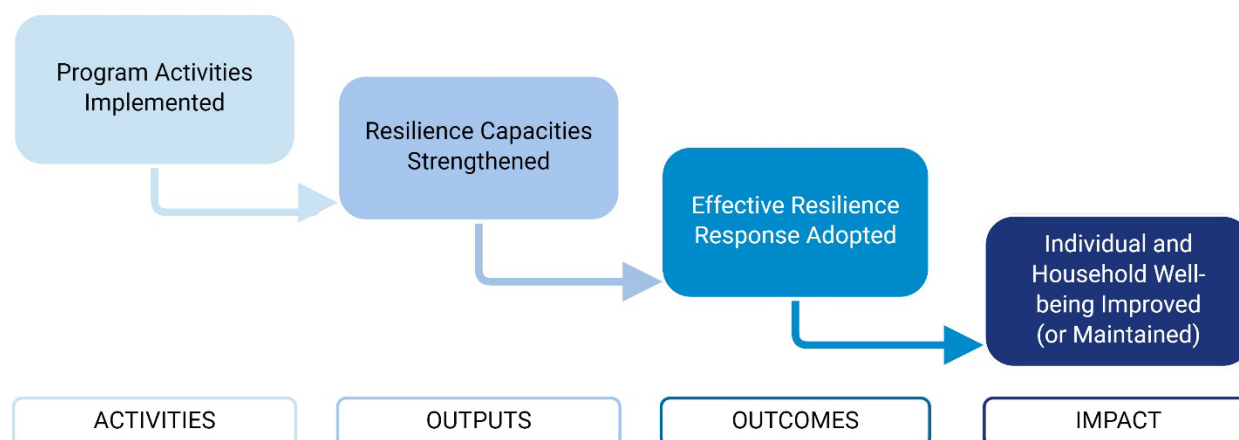 Program Activities
Implemented
Resilience Capacities
Strengthened
Effective Resilience
Response Adopted
Individual and
Household Well-
being Improved
(or Maintained)
ACTIVITIES
OUTPUTS
OUTCOMES
IMPACT